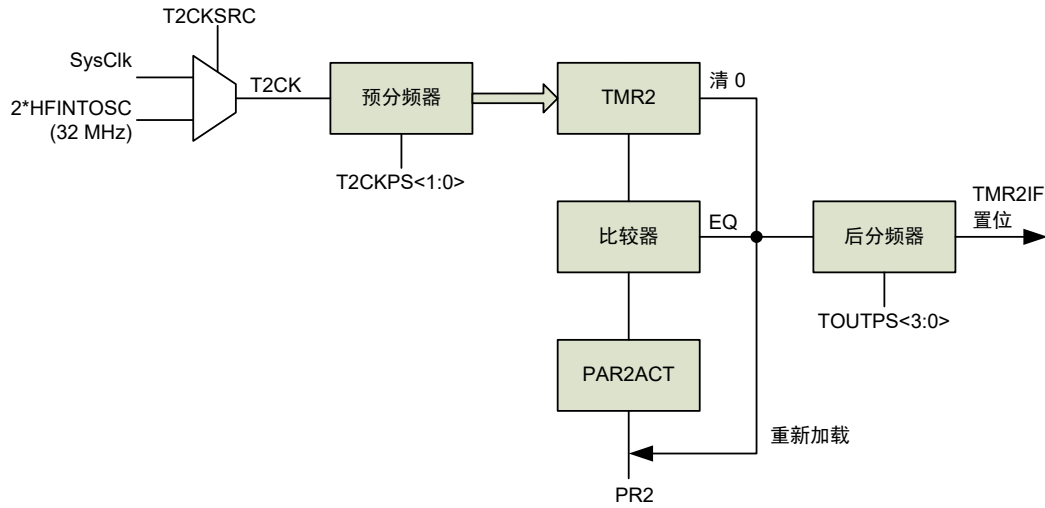 T2CKSRC
SysClk
2*HFINTOSC
(32 MHz)
T2CK
预分频器
T2CKPS<1:0>
TMR2
清 0
比较器
EQ
后分频器
TMR2IF
置位
TOUTPS<3:0>
PAR2ACT
重新加载
PR2